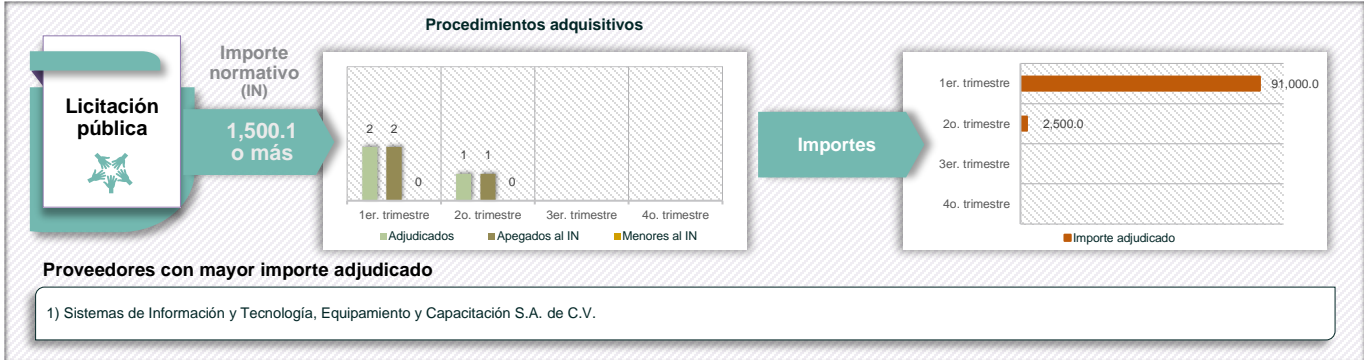 Procedimientos adquisitivos
Licitación
pública
Importe
normativo
(IN)
1,500.1
o más
2 2 0
1 1 0
1er. trimestre 2o. trimestre 3er. trimestre 4o. trimestre
Adjudicados Apegados al IN Menores al IN
Importes
1er. trimestre 91,000.0
2o. trimestre 2,500.0
3er. trimestre
4o. trimestre
Importe adjudicado
Proveedores con mayor importe adjudicado
1) Sistemas de Información y Tecnología, Equipamiento y Capacitación S.A. de C.V.